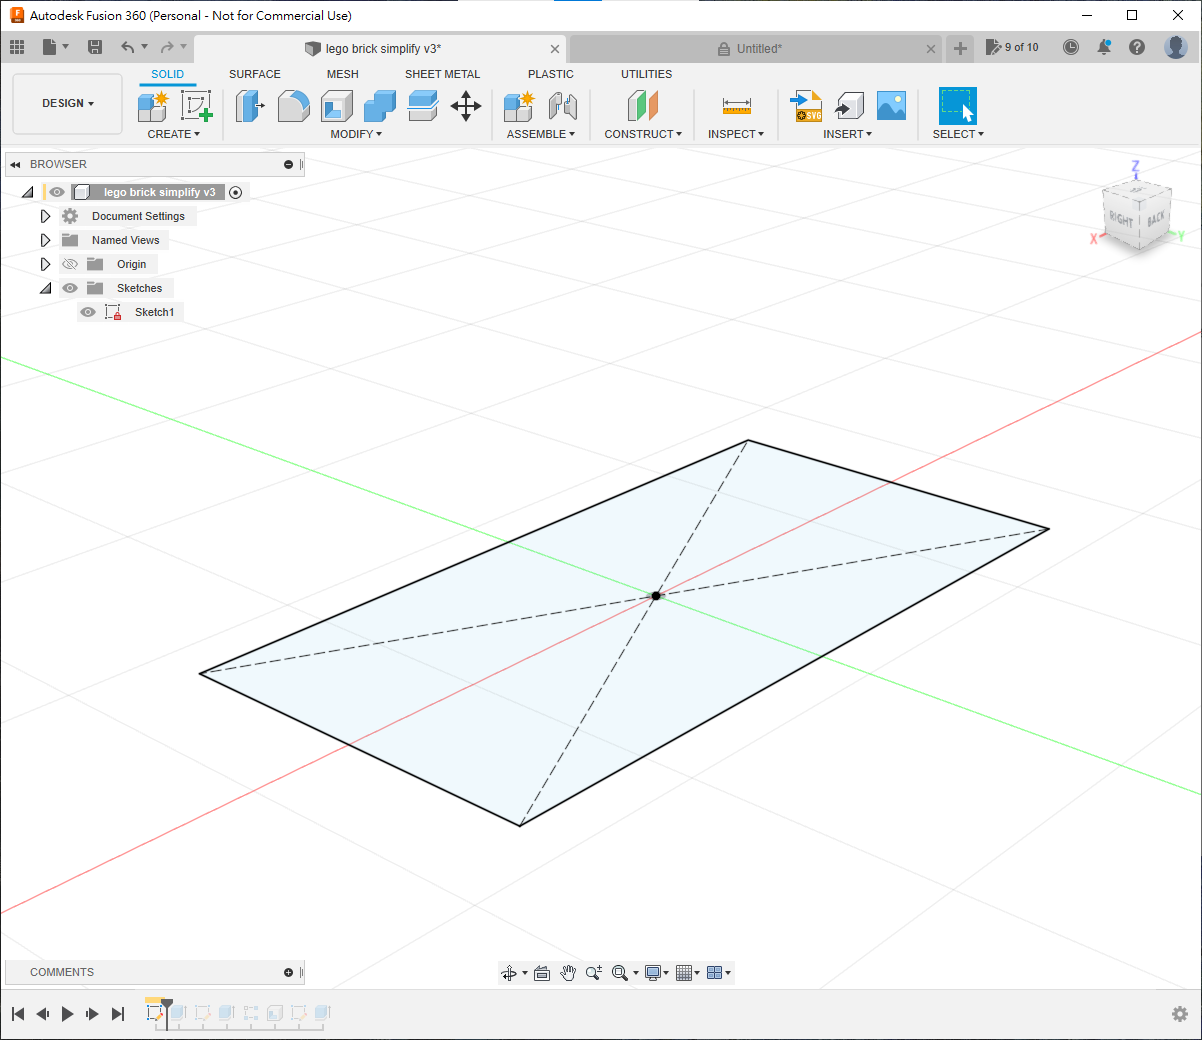 Autodesk Fusion 360 (Personal - Not for Commercial Use)
lego brick simplify v3*
Untitled*
9 of 10
DESIGN
SOLID
SURFACE
MESH
SHEET METAL
PLASTIC
UTILITIES
CREATE
MODIFY
ASSEMBLE
CONSTRUCT
INSPECT
INSERT
SELECT
SVG
BROWSER
lego brick simplify v3
Document Settings
Named Views
Origin
Sketches
Sketch1
Z
RIGHT
BACK
X
Y
COMMENTS